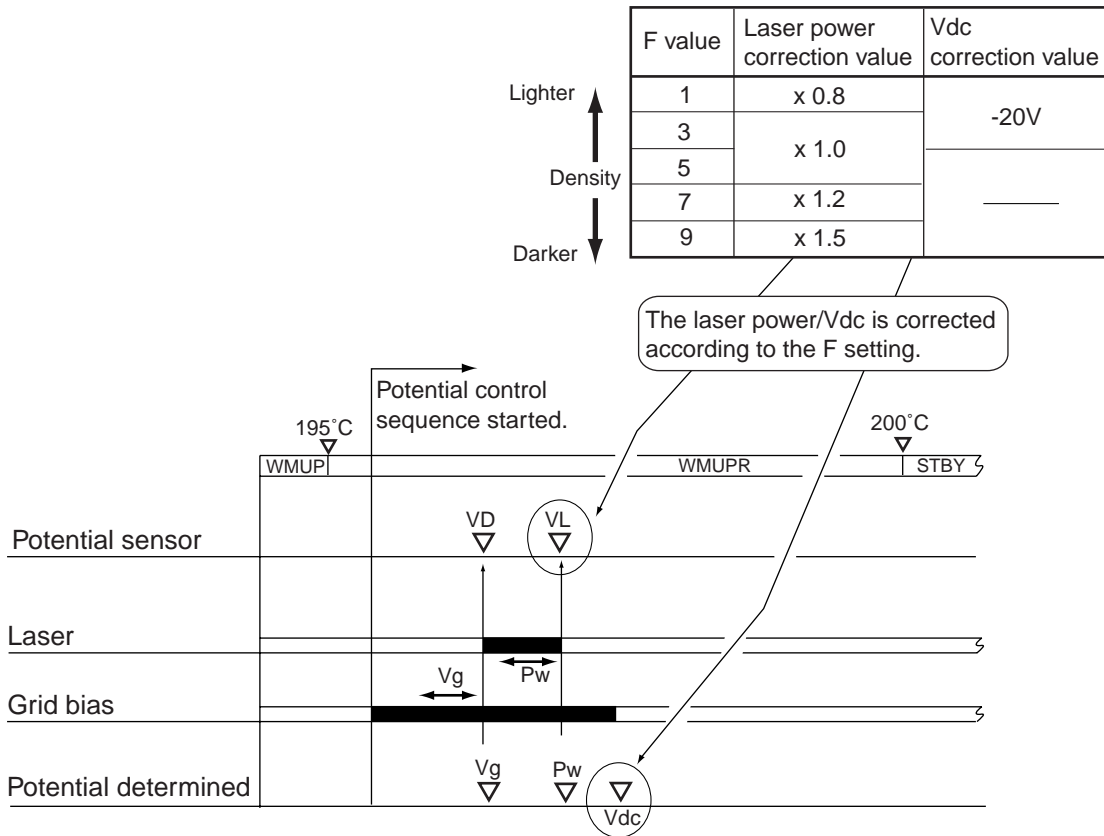 F value
Laser power
correction value
Vdc
correction value
1
x 0.8
-20V
3
x 1.0
5
7
x 1.2
9
x 1.5
Lighter
Density
Darker
The laser power/Vdc is corrected
according to the F setting.
Potential control
sequence started.
195˚C
200˚C
WMUP
WMUPR
STBY
VD
VL
Potential sensor
Laser
Pw
Vg
Grid bias
Vg
Pw
Potential determined
Vdc